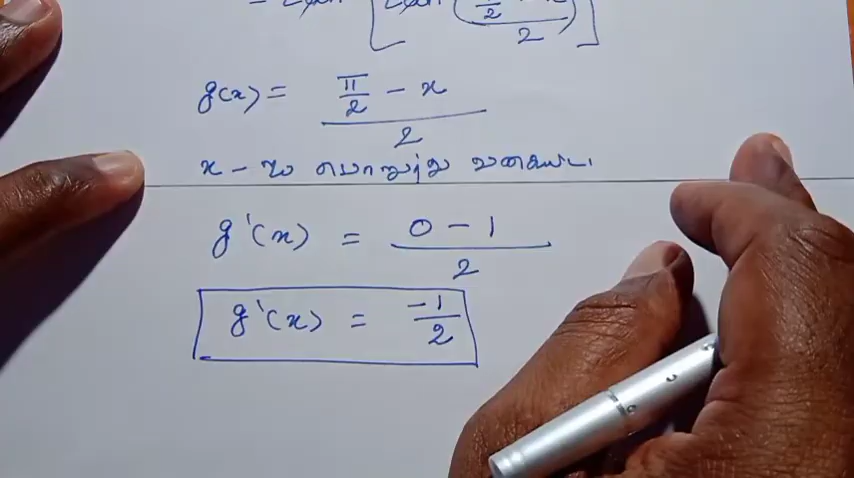 g(x) = (π/2 - x)/2
x - ஐ பொறுத்து வகையிட
g'(x) = (0 - 1)/2
g'(x) = -1/2